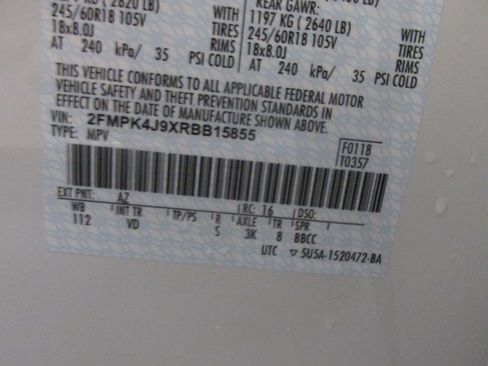 KG ( 2820 LB)
245/60R18 105V
18x8.0J
AT 240 kPa/ 35 PSI COLD
WITH
TIRES
RIMS
REAR GAWR:
1197 KG ( 2640 LB)
245/60R18 105V
18x8.0J
AT 240 kPa/ 35 PSI COLD
WITH
TIRES
RIMS
THIS VEHICLE CONFORMS TO ALL APPLICABLE FEDERAL MOTOR
VEHICLE SAFETY AND THEFT PREVENTION STANDARDS IN
EFFECT ON THE DATE OF MANUFACTURE SHOWN ABOVE.
VIN: 2FMPK4J9XRBB15855
TYPE: MPV
F0118
T0357
EXT PNT: AZ RC: 16 DSO:
WB INT TR TP/PS R AXLE TR SPR
112 VD S 3K 8 BBCC
UTC ▽ 5U5A-1520472-BA